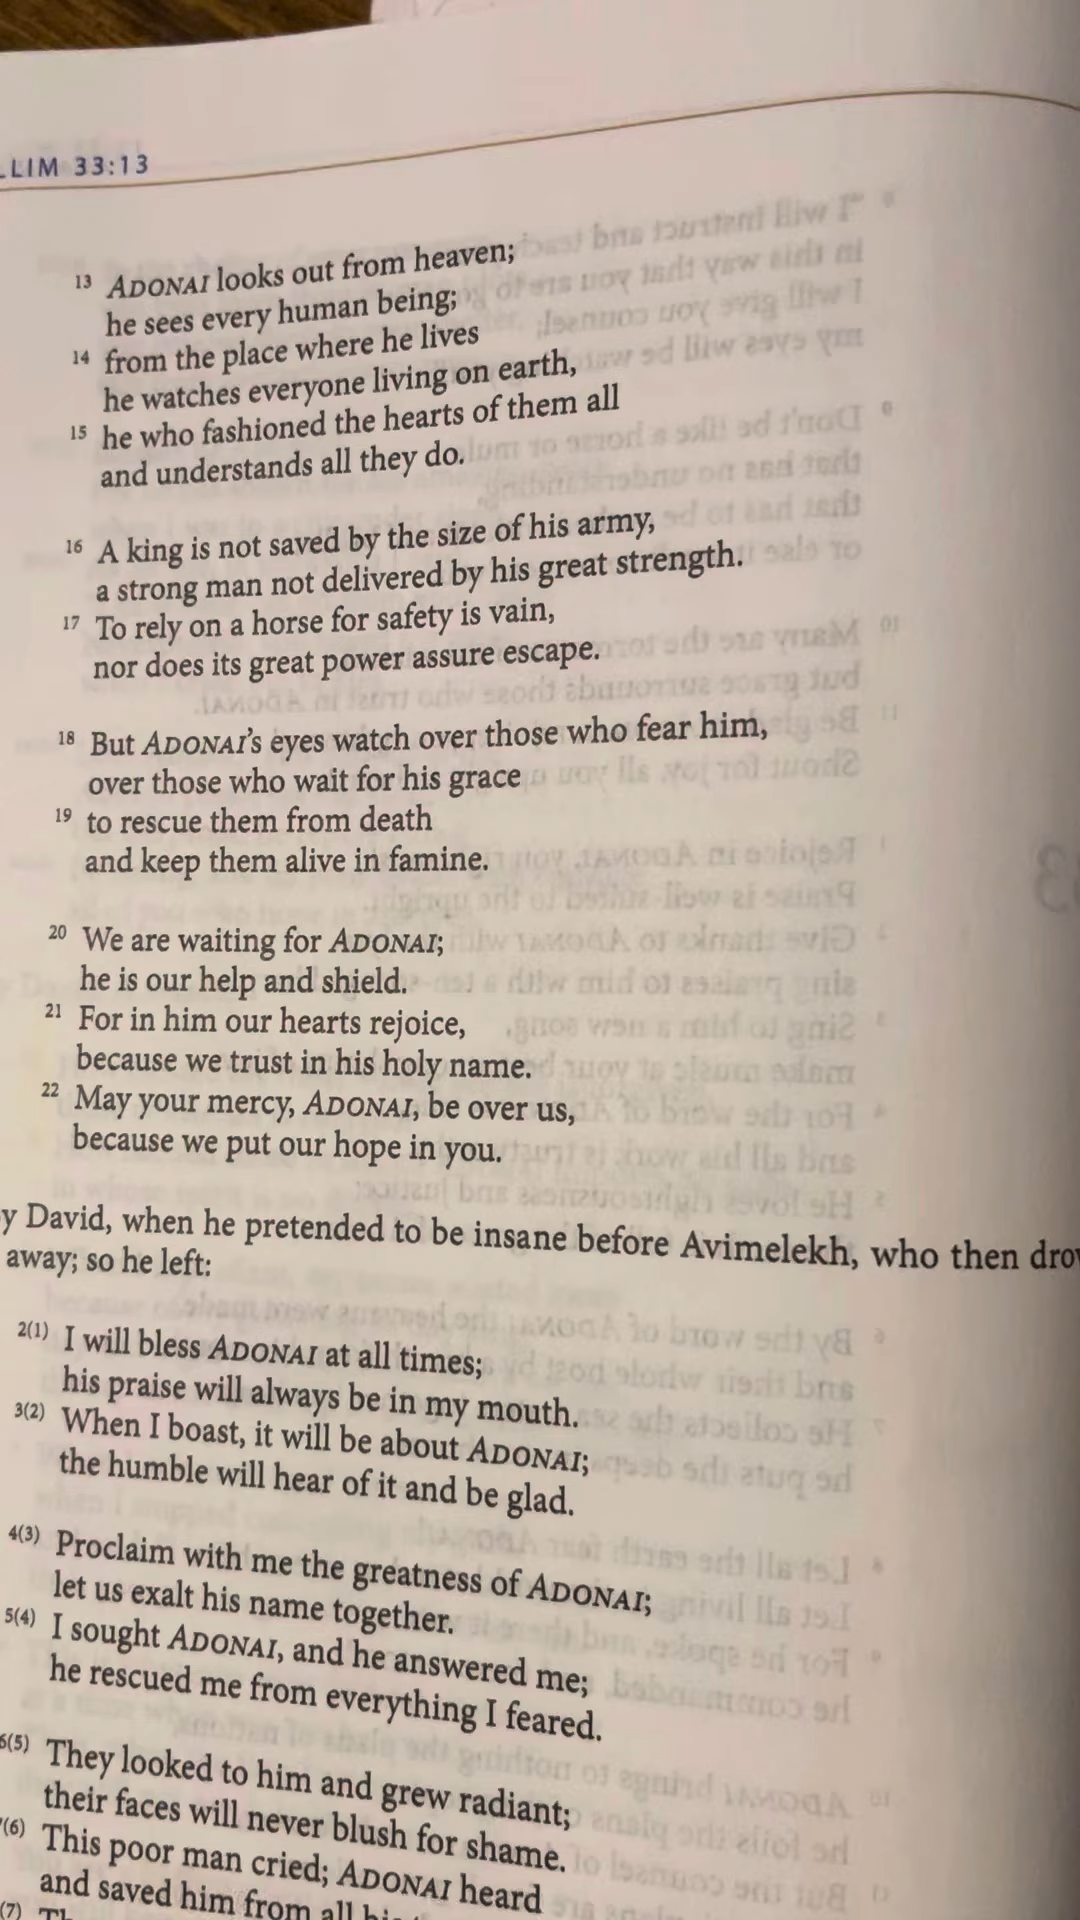 LLIM 33:13
13 ADONAI looks out from heaven;
he sees every human being;
14 from the place where he lives
he watches everyone living on earth,
15 he who fashioned the hearts of them all
and understands all they do.
16 A king is not saved by the size of his army,
a strong man not delivered by his great strength.
17 To rely on a horse for safety is vain,
nor does its great power assure escape.
18 But ADONAI's eyes watch over those who fear him,
over those who wait for his grace
19 to rescue them from death
and keep them alive in famine.
20 We are waiting for ADONAI;
he is our help and shield.
21 For in him our hearts rejoice,
because we trust in his holy name.
22 May your mercy, ADONAI, be over us,
because we put our hope in you.
y David, when he pretended to be insane before Avimelekh, who then drov
away; so he left:
2(1) I will bless ADONAI at all times;
his praise will always be in my mouth.
3(2) When I boast, it will be about ADONAI;
the humble will hear of it and be glad.
4(3) Proclaim with me the greatness of ADONAI;
let us exalt his name together.
5(4) I sought ADONAI, and he answered me;
he rescued me from everything I feared.
6(5) They looked to him and grew radiant;
their faces will never blush for shame.
(6) This poor man cried; ADONAI heard
and saved him from all
(7)